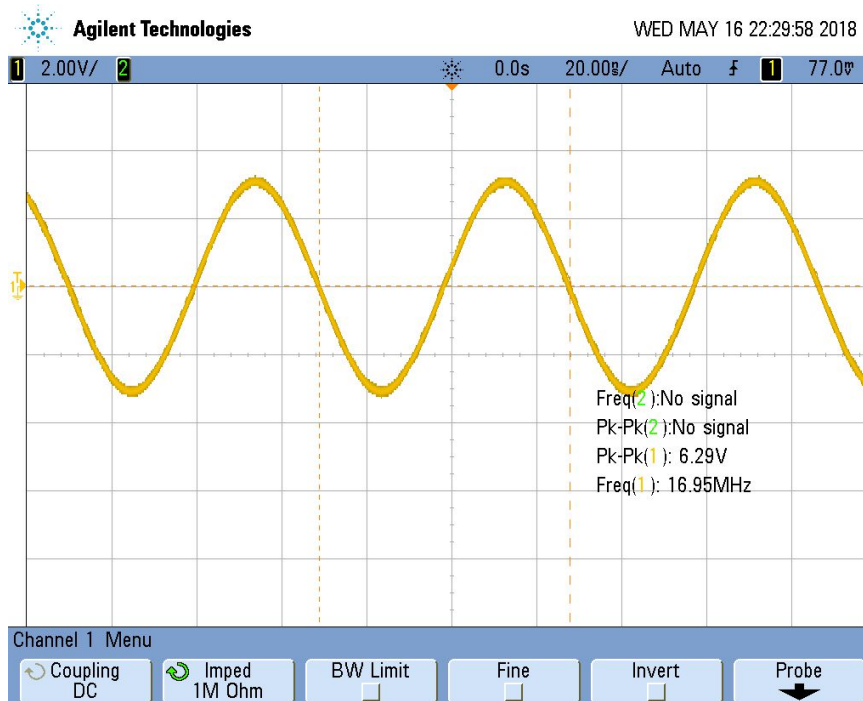 Agilent Technologies WED MAY 16 22:29:58 2018
1 2.00V/ 2 0.0s 20.00s/ Auto 1 77.0V
T
1
Freq(2):No signal
Pk-Pk(2):No signal
Pk-Pk(1): 6.29V
Freq(1): 16.95MHz
Channel 1 Menu
Coupling Imped BW Limit Fine Invert Probe
DC 1M Ohm